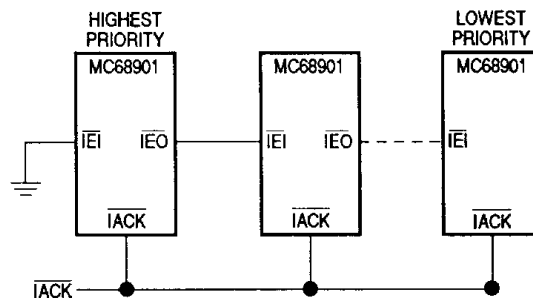 HIGHEST
PRIORITY
LOWEST
PRIORITY
MC68901
MC68901
MC68901
IEI
IEO
IEI
IEO
IEI
IACK
IACK
IACK
IACK